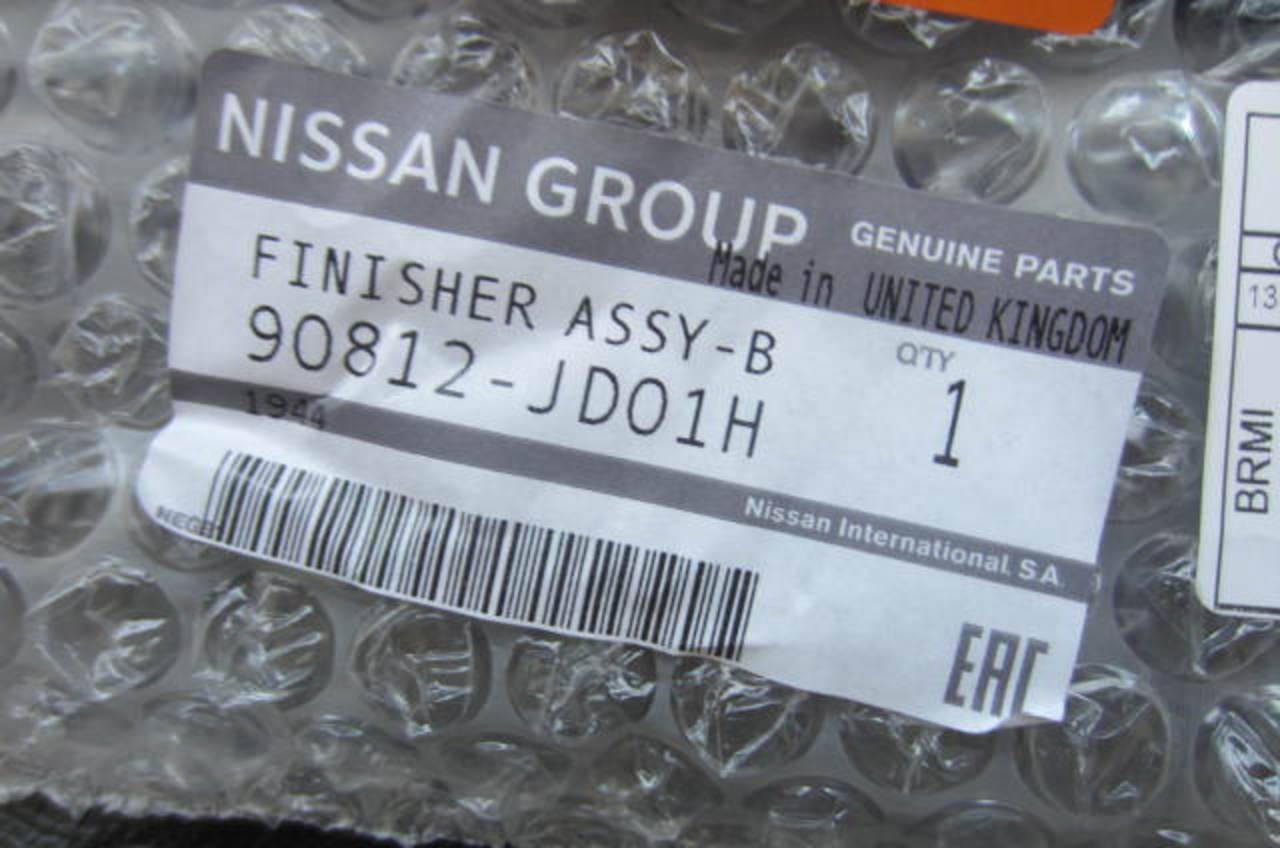 NISSAN GROUP GENUINE PARTS
Made in UNITED KINGDOM
FINISHER ASSY-B
QTY
90812-JD01H
1
1944
Nissan International S.A.
EAC
13
BRMI